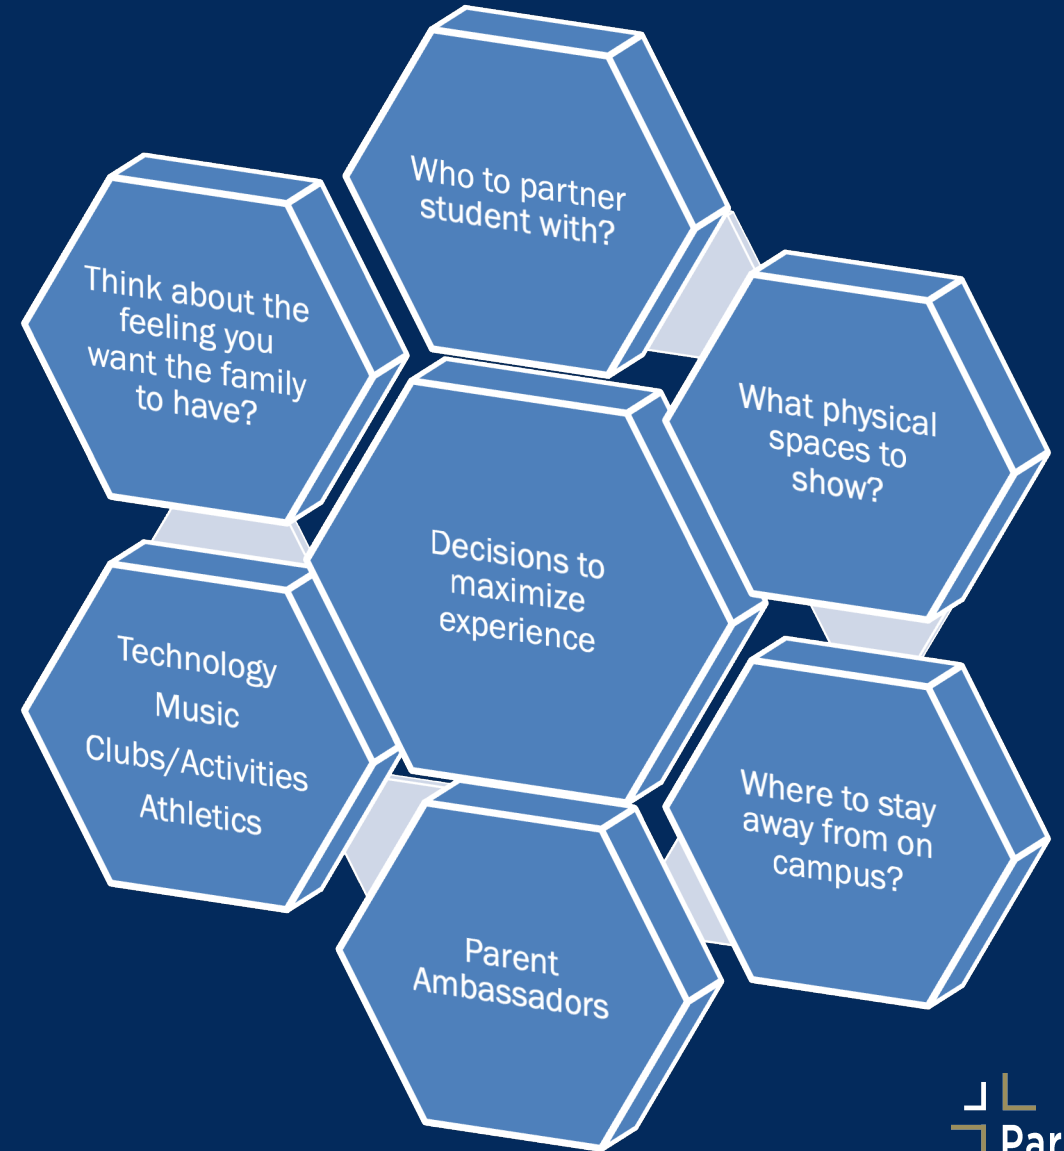 Who to partner
student with?
Think about the
feeling you
want the family
to have?
What physical
spaces to
show?
Decisions to
maximize
experience
Technology
Music
Clubs/Activities
Athletics
Where to stay
away from on
campus?
Parent
Ambassadors